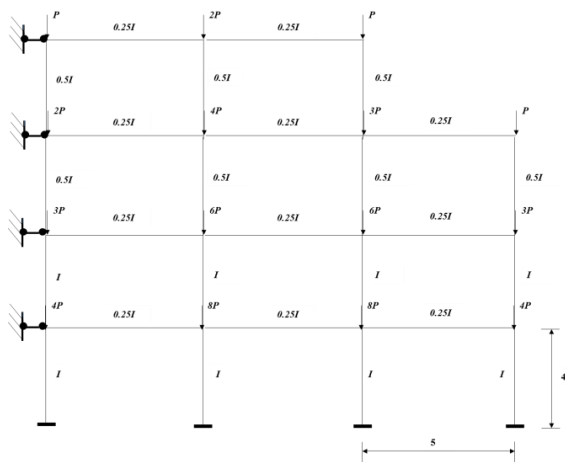 P 2P P
0.25I 0.25I
0.5I 0.5I 0.5I
2P 4P 3P P
0.25I 0.25I 0.25I
0.5I 0.5I 0.5I 0.5I
3P 6P 6P 3P
0.25I 0.25I 0.25I
I I I I
4P 8P 8P 4P
0.25I 0.25I 0.25I
I I I I 4
5